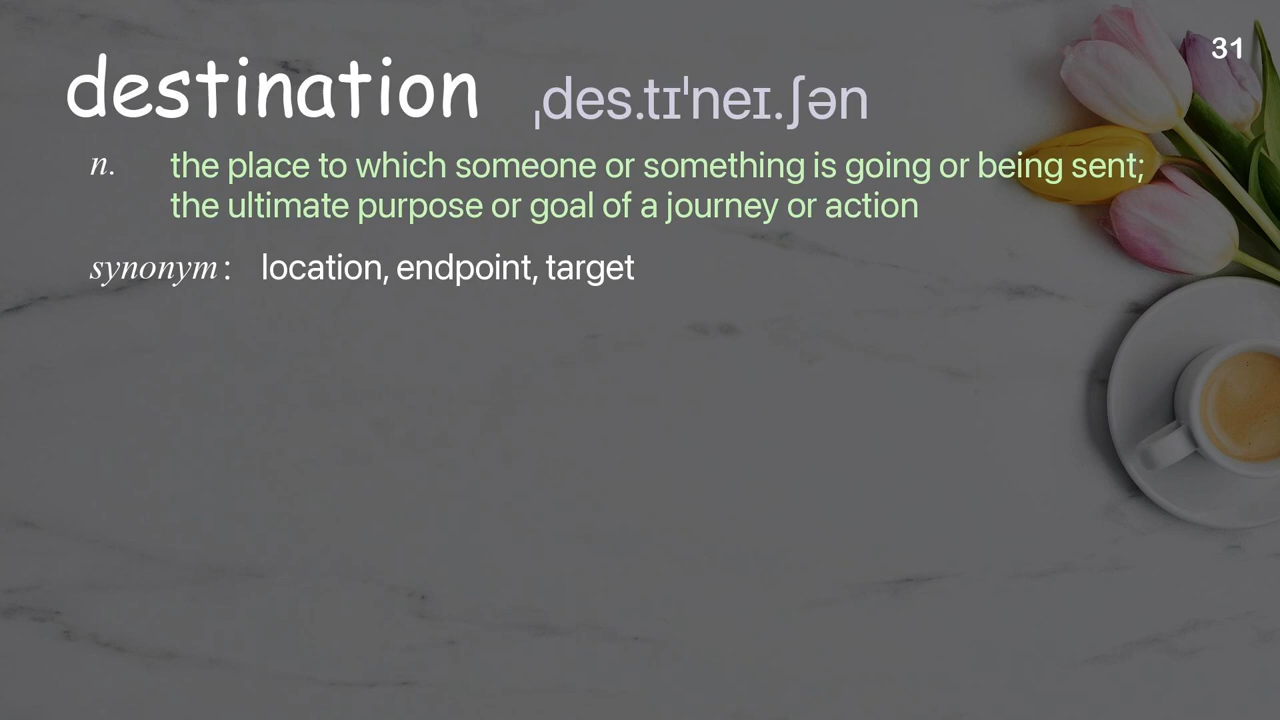 31
destination ˌdes.tɪˈneɪ.ʃən
n. the place to which someone or something is going or being sent;
the ultimate purpose or goal of a journey or action
synonym: location, endpoint, target